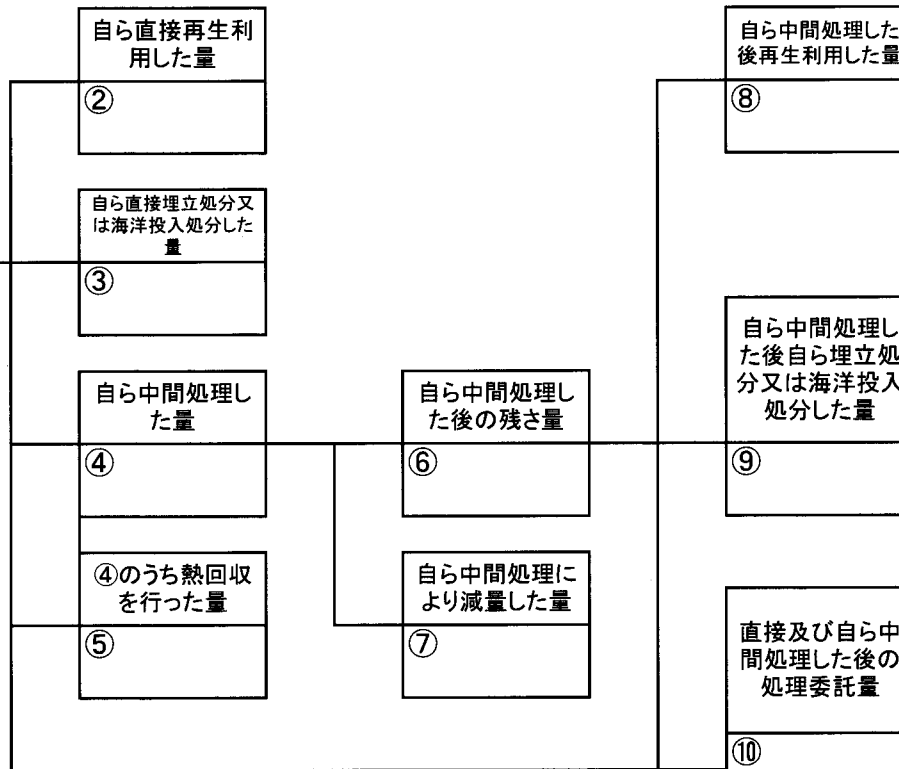 自ら直接再生利
用した量
②
自ら直接埋立処分又
は海洋投入処分した
量
③
自ら中間処理し
た量
④
④のうち熱回収
を行った量
⑤
自ら中間処理し
た後の残さ量
⑥
自ら中間処理に
より減量した量
⑦
自ら中間処理した
後再生利用した量
⑧
自ら中間処理し
た後自ら埋立処
分又は海洋投入
処分した量
⑨
直接及び自ら中
間処理した後の
処理委託量
⑩